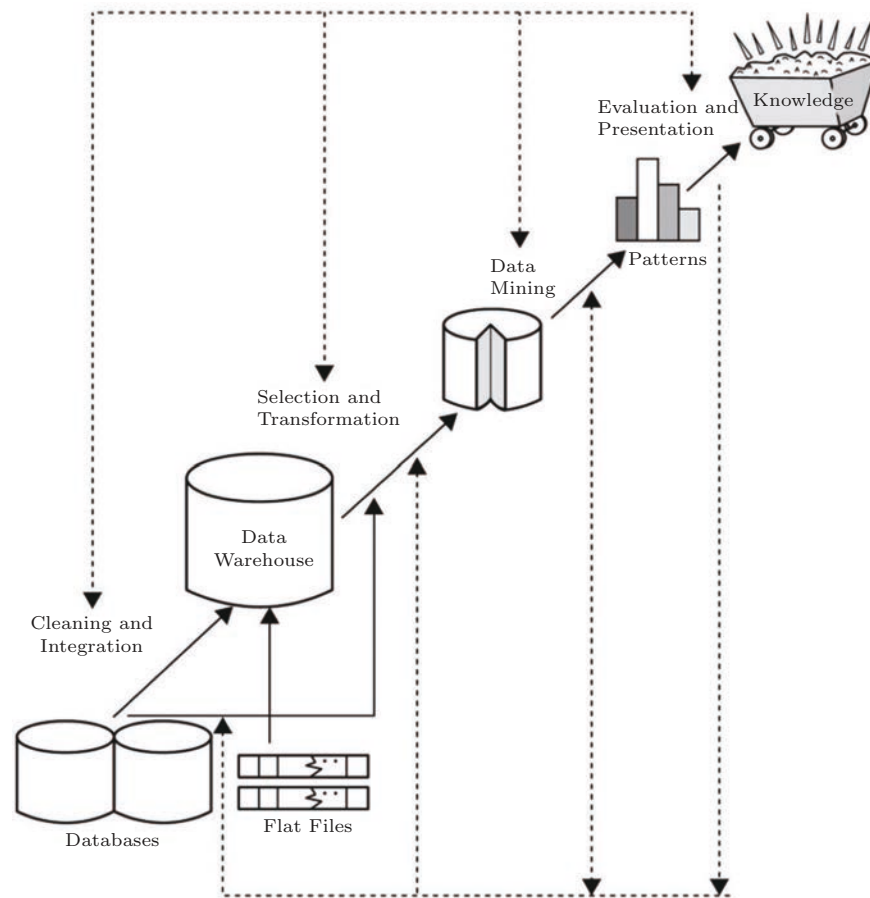 Knowledge
Evaluation and
Presentation
Patterns
Data
Mining
Selection and
Transformation
Data
Warehouse
Cleaning and
Integration
Databases
Flat Files